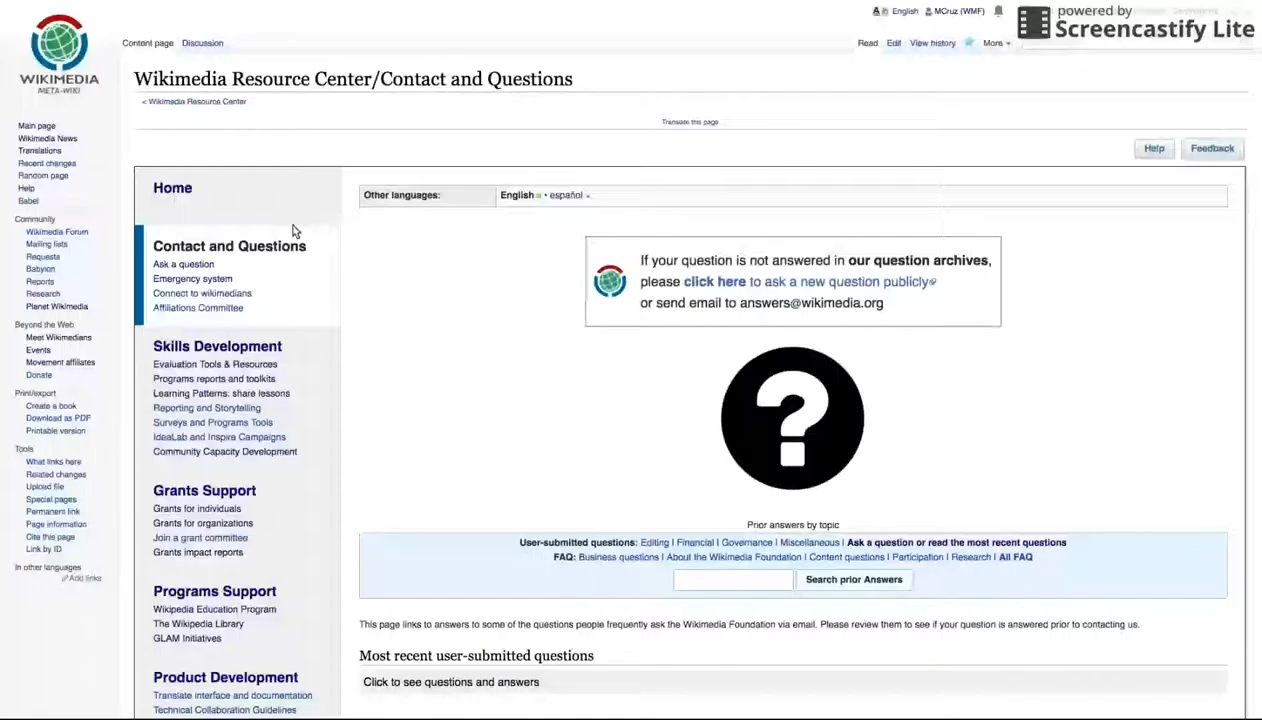 English
MCruz (WMF)
powered by
Screencastify Lite
WIKIMEDIA
META-WIKI
Content page
Discussion
Read
Edit
View history
More
Wikimedia Resource Center/Contact and Questions
< Wikimedia Resource Center
Translate this page
Help
Feedback
Main page
Wikimedia News
Translations
Recent changes
Random page
Help
Babel
Community
Wikimedia Forum
Mailing lists
Requests
Babylon
Reports
Research
Planet Wikimedia
Beyond the Web
Meet Wikimedians
Events
Movement affiliates
Donate
Print/export
Create a book
Download as PDF
Printable version
Tools
What links here
Related changes
Upload file
Special pages
Permanent link
Page information
Cite this page
Link by ID
In other languages
Add links
Home
Contact and Questions
Ask a question
Emergency system
Connect to wikimedians
Affiliations Committee
Skills Development
Evaluation Tools & Resources
Programs reports and toolkits
Learning Patterns: share lessons
Reporting and Storytelling
Surveys and Programs Tools
IdeaLab and Inspire Campaigns
Community Capacity Development
Grants Support
Grants for individuals
Grants for organizations
Join a grant committee
Grants impact reports
Programs Support
Wikipedia Education Program
The Wikipedia Library
GLAM Initiatives
Product Development
Translate interface and documentation
Technical Collaboration Guidelines
Other languages:
English • español
If your question is not answered in our question archives,
please click here to ask a new question publicly
or send email to answers@wikimedia.org
?
Prior answers by topic
User-submitted questions: Editing | Financial | Governance | Miscellaneous | Ask a question or read the most recent questions
FAQ: Business questions | About the Wikimedia Foundation | Content questions | Participation | Research | All FAQ
Search prior Answers
This page links to answers to some of the questions people frequently ask the Wikimedia Foundation via email. Please review them to see if your question is answered prior to contacting us.
Most recent user-submitted questions
Click to see questions and answers